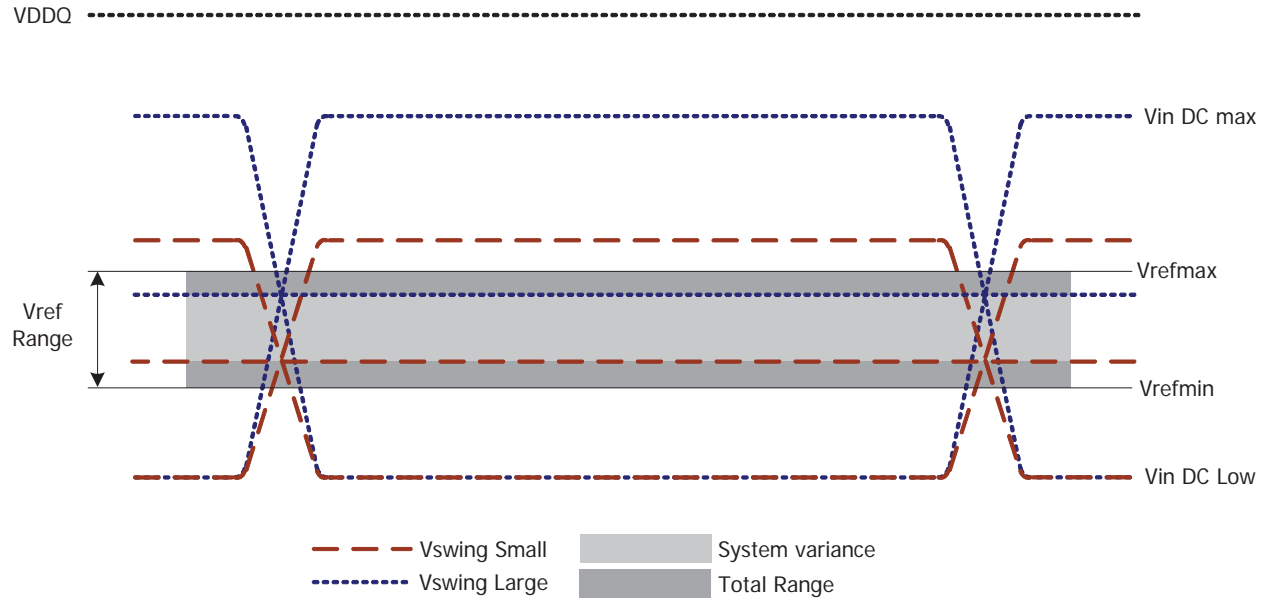 VDDQ
Vin DC max
Vrefmax
Vref
Range
Vrefmin
Vin DC Low
Vswing Small
System variance
Vswing Large
Total Range